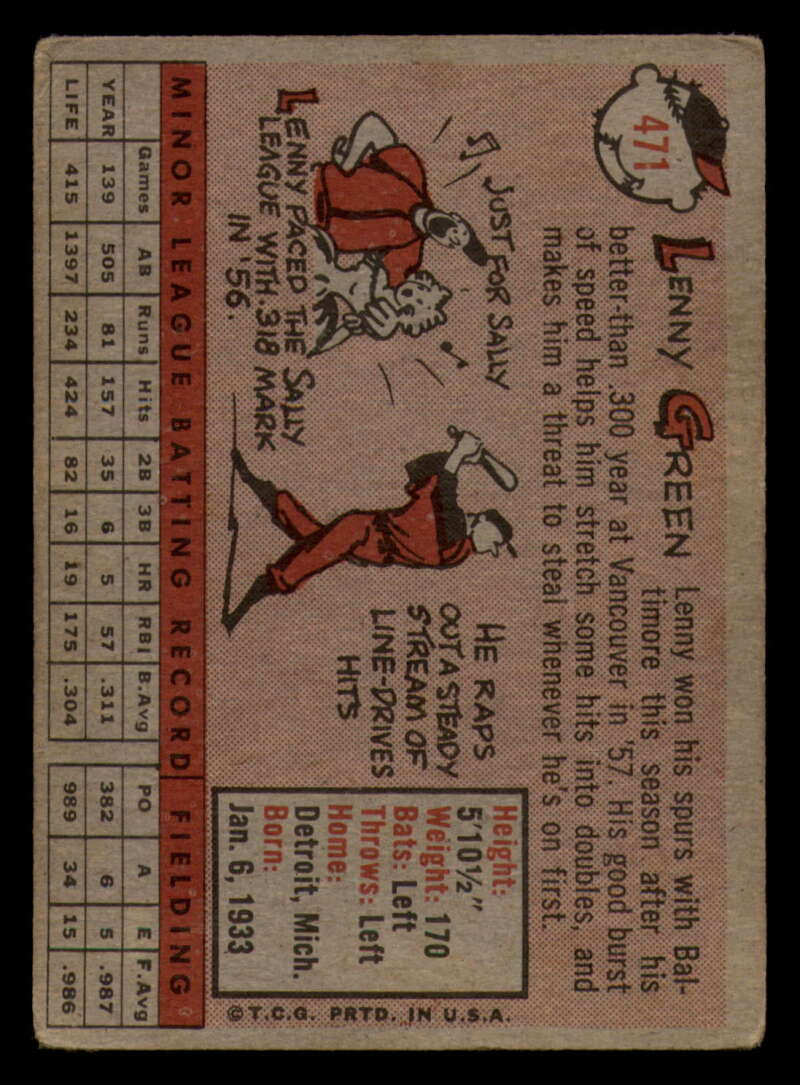 471
LENNY GREEN Lenny won his spurs with Bal-
timore this season after his
better-than .300 year at Vancouver in '57. His good burst
of speed helps him stretch some hits into doubles, and
makes him a threat to steal whenever he's on first.
JUST FOR SALLY
LENNY PACED THE SALLY
LEAGUE WITH .318 MARK
IN '56.
HE RAPS
OUT A STEADY
STREAM OF
LINE-DRIVES
HITS
Height:
5'10½"
Weight: 170
Bats: Left
Throws: Left
Home:
Detroit, Mich.
Born:
Jan. 6, 1933
© T.C.G. PRTD. IN U.S.A.
MINOR LEAGUE BATTING RECORD FIELDING
Games AB Runs Hits 2B 3B HR RBI B.Avg PO A E F.Avg
YEAR 139 505 81 157 35 6 5 57 .311 382 6 5 .987
LIFE 415 1397 234 424 82 16 19 175 .304 989 34 15 .986